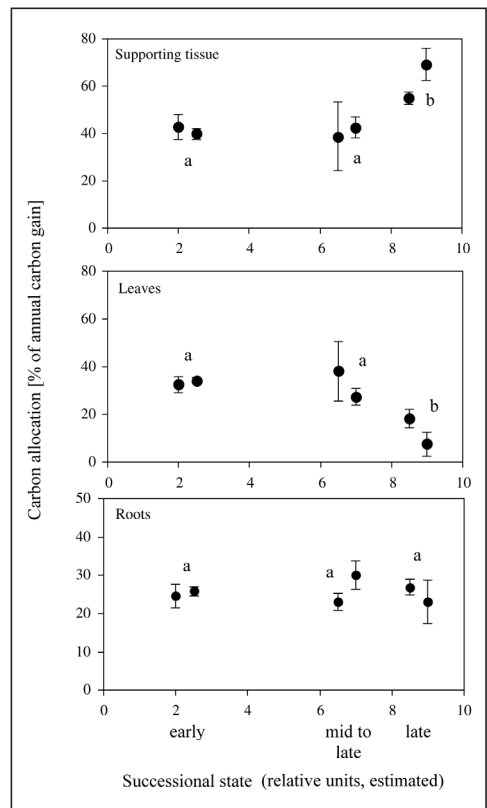 Carbon allocation [% of annual carbon gain]
80
Supporting tissue
60
b
40
a
a
20
0
0 2 4 6 8 10
80
Leaves
60
a
a
40
b
20
0
0 2 4 6 8 10
50
Roots
40
a
a
a
30
20
10
0
0 2 4 6 8 10
early mid to late
late
Successional state (relative units, estimated)